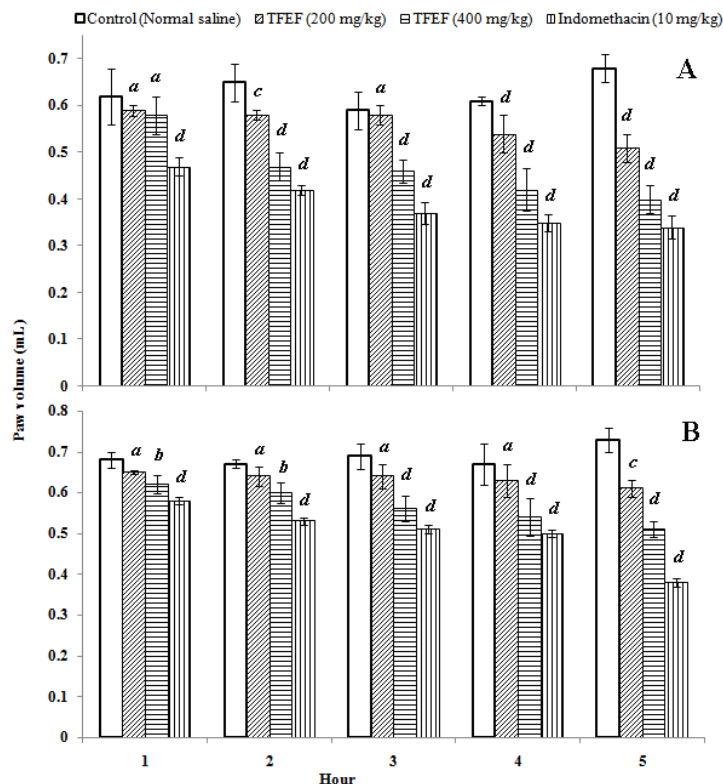 Control (Normal saline) TFEF (200 mg/kg) TFEF (400 mg/kg) Indomethacin (10 mg/kg)
A
0.7
0.6
0.5
0.4
0.3
0.2
0.1
0
a a d
c d d
a d d
d d d
d d d
Paw volume (mL)
B
0.8
0.7
0.6
0.5
0.4
0.3
0.2
0.1
0
a b d
a b d
a d d
a d d
c d d
1 2 3 4 5
Hour